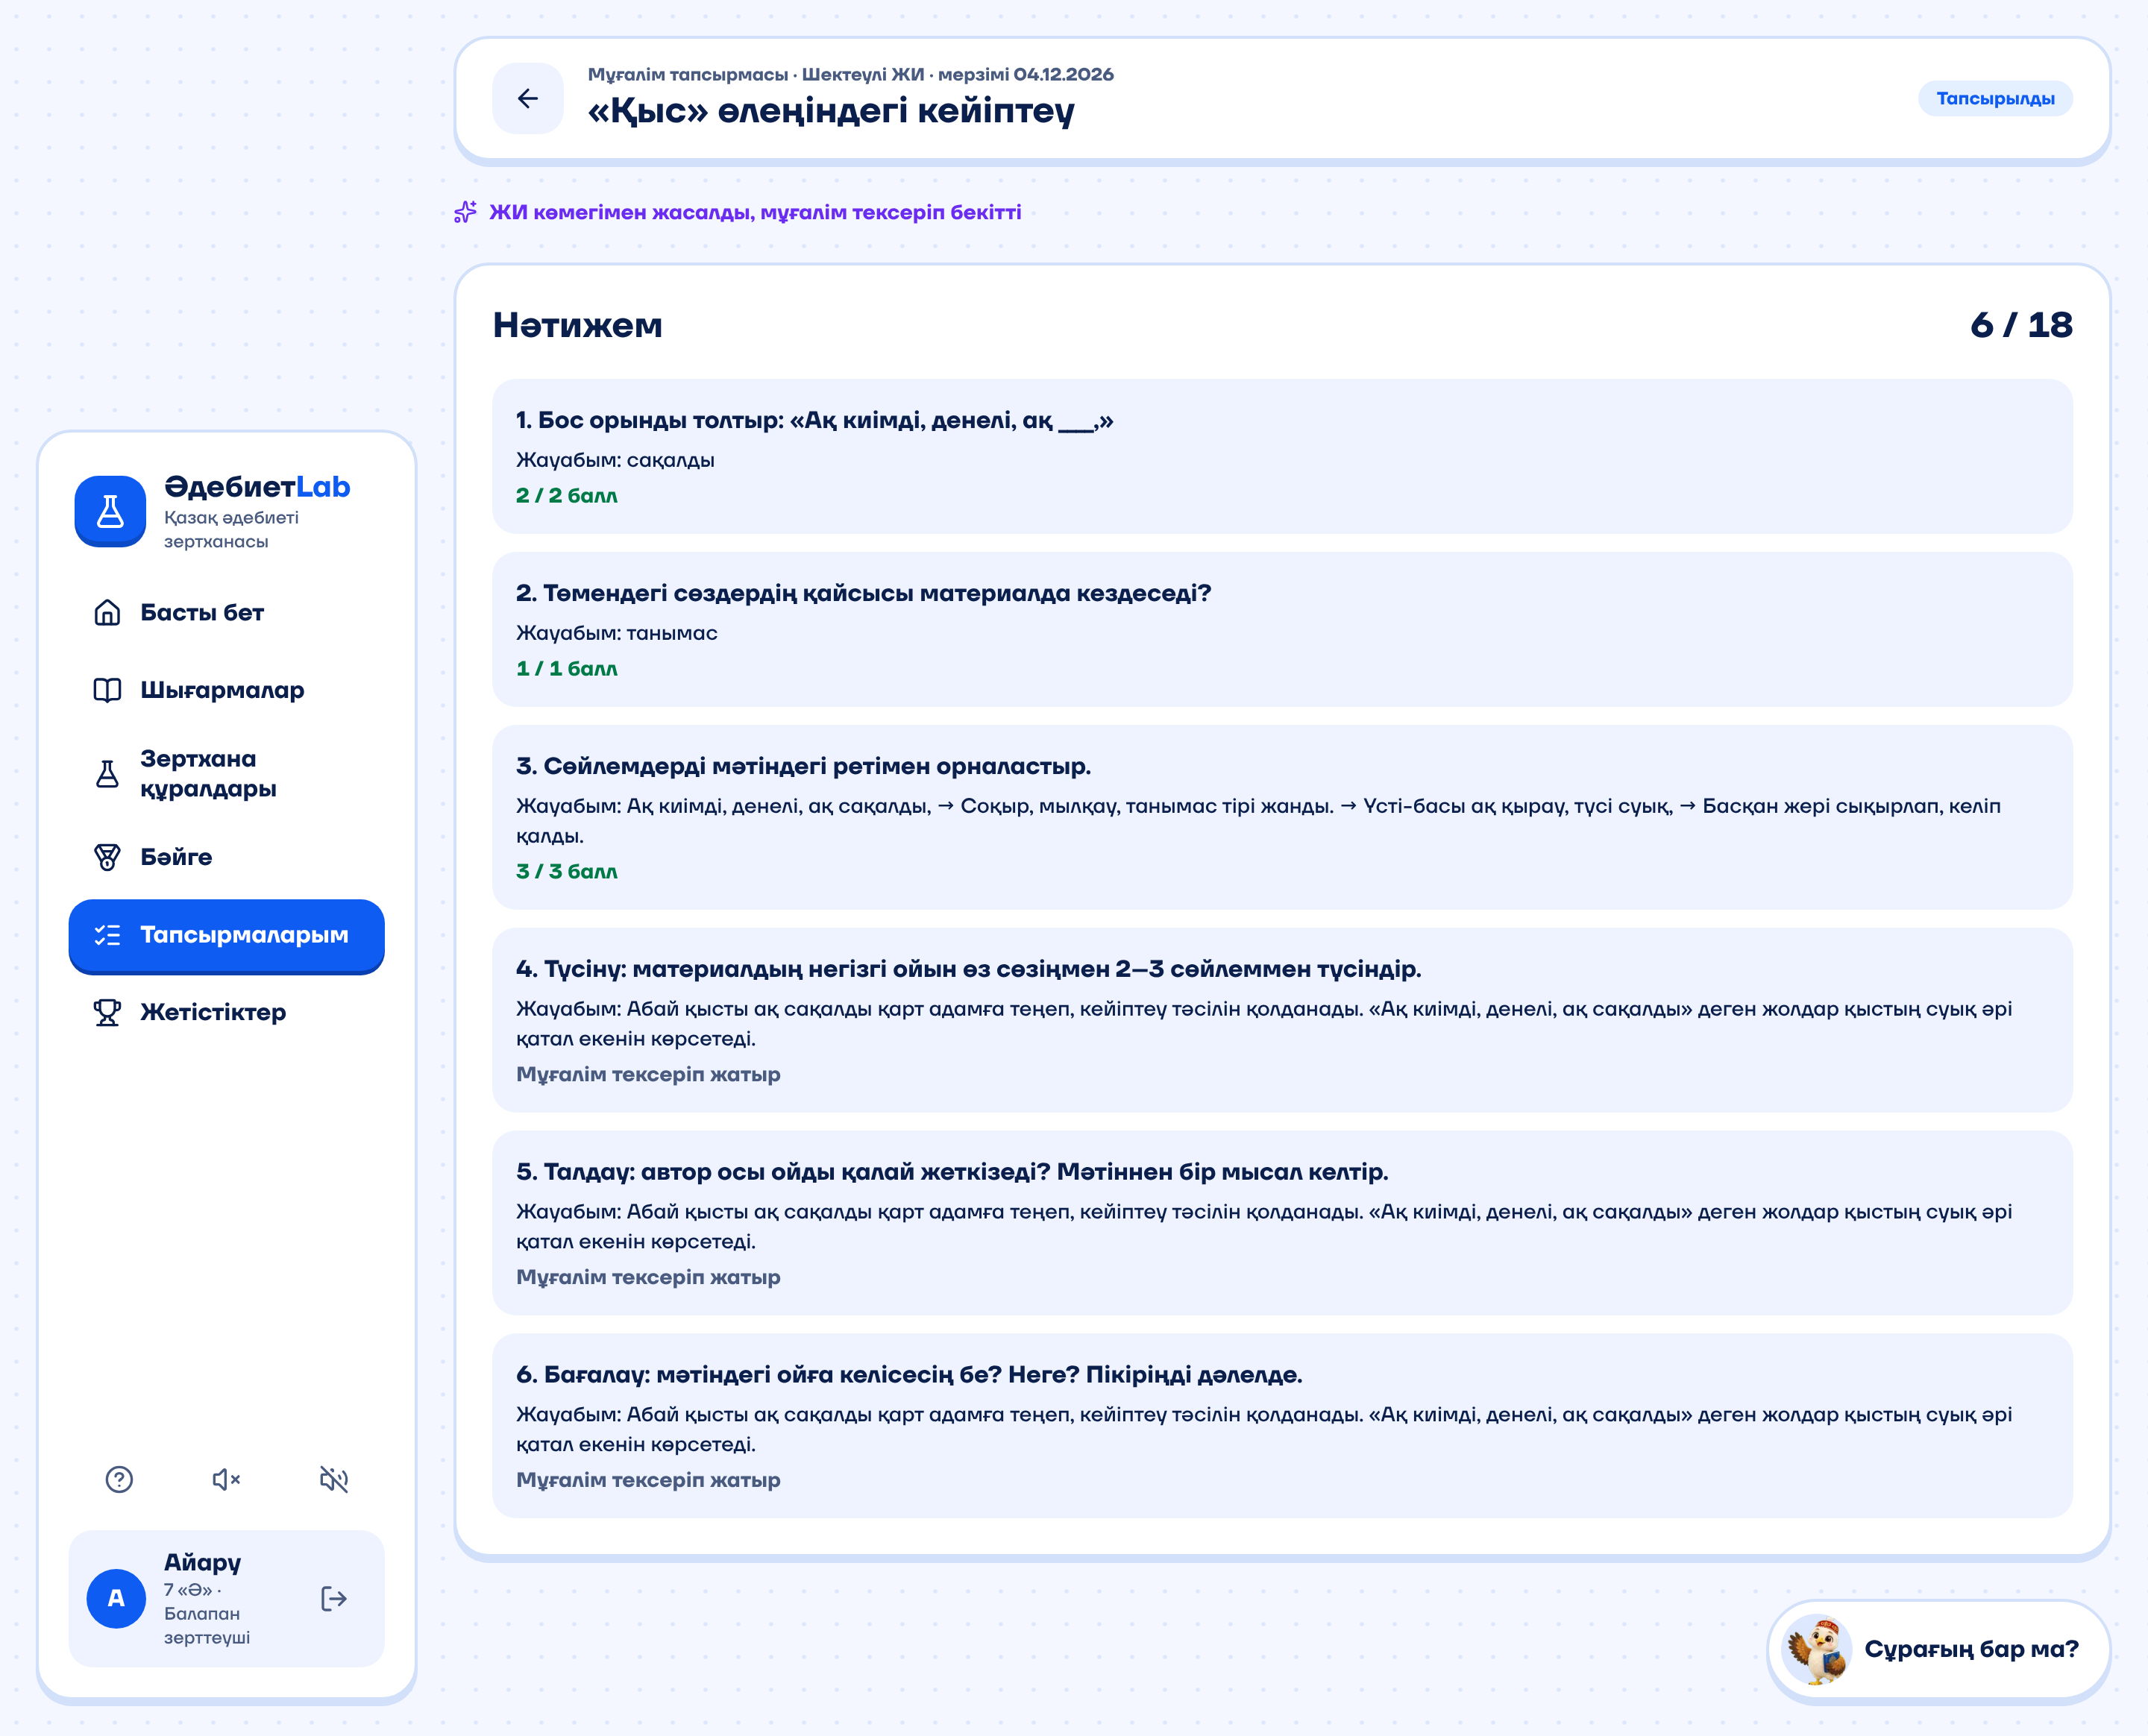 Мұғалім тапсырмасы · Шектеулі ЖИ · мерзімі 04.12.2026
«Қыс» өлеңіндегі кейіптеу
Тапсырылды
ЖИ көмегімен жасалды, мұғалім тексеріп бекітті
Нәтижем
6 / 18
1. Бос орынды толтыр: «Ақ киімді, денелі, ақ ___,»
Жауабым: сақалды
2 / 2 балл
2. Төмендегі сөздердің қайсысы материалда кездеседі?
Жауабым: танымас
1 / 1 балл
3. Сөйлемдерді мәтіндегі ретімен орналастыр.
Жауабым: Ақ киімді, денелі, ақ сақалды, → Соқыр, мылқау, танымас тірі жанды. → Үсті-басы ақ қырау, түсі суық, → Басқан жері сықырлап, келіп
қалды.
3 / 3 балл
4. Түсіну: материалдың негізгі ойын өз сөзіңмен 2–3 сөйлеммен түсіндір.
Жауабым: Абай қысты ақ сақалды қарт адамға теңеп, кейіптеу тәсілін қолданады. «Ақ киімді, денелі, ақ сақалды» деген жолдар қыстың суық әрі
қатал екенін көрсетеді.
Мұғалім тексеріп жатыр
5. Талдау: автор осы ойды қалай жеткізеді? Мәтіннен бір мысал келтір.
Жауабым: Абай қысты ақ сақалды қарт адамға теңеп, кейіптеу тәсілін қолданады. «Ақ киімді, денелі, ақ сақалды» деген жолдар қыстың суық әрі
қатал екенін көрсетеді.
Мұғалім тексеріп жатыр
6. Бағалау: мәтіндегі ойға келісесің бе? Неге? Пікіріңді дәлелде.
Жауабым: Абай қысты ақ сақалды қарт адамға теңеп, кейіптеу тәсілін қолданады. «Ақ киімді, денелі, ақ сақалды» деген жолдар қыстың суық әрі
қатал екенін көрсетеді.
Мұғалім тексеріп жатыр
ӘдебиетLab
Қазақ әдебиеті
зертханасы
Басты бет
Шығармалар
Зертхана
құралдары
Бәйге
Тапсырмаларым
Жетістіктер
А
Айару
7 «Ә» ·
Балапан
зерттеуші
Сұрағың бар ма?